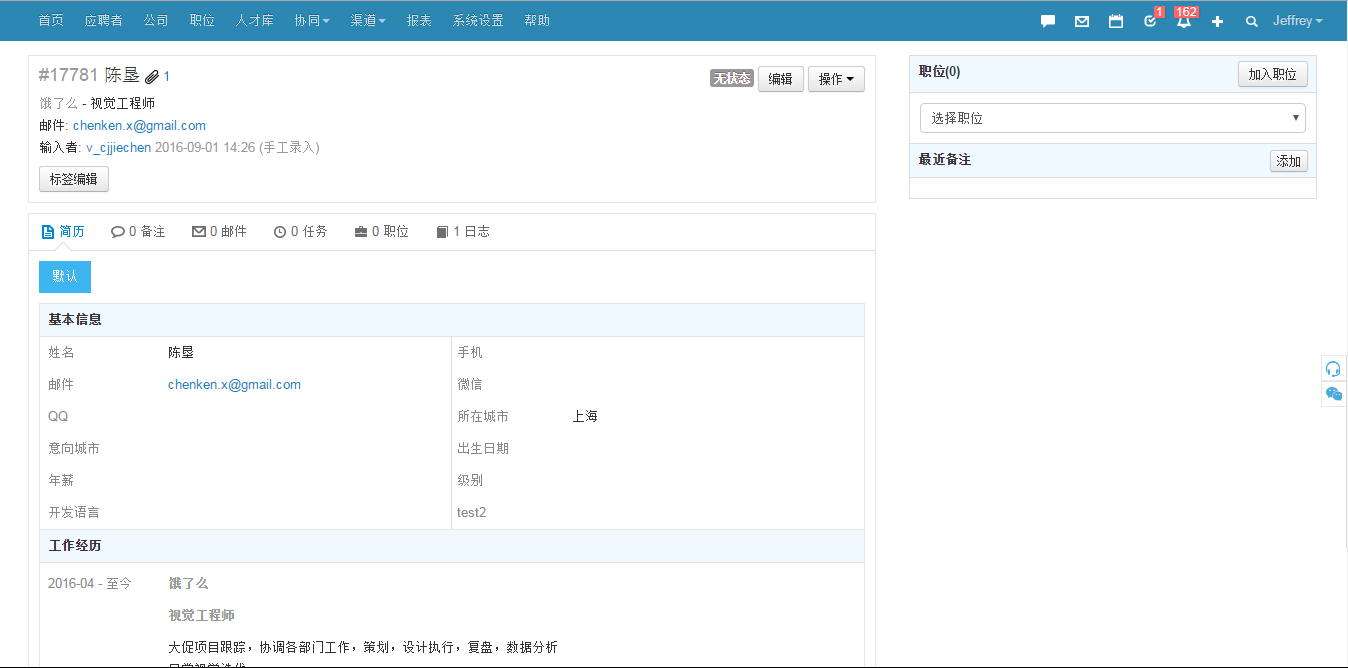 首页 应聘者 公司 职位 人才库 协同 渠道 报表 系统设置 帮助 1 162 Jeffrey
#17781 陈垦 1 无状态 编辑 操作
饿了么 - 视觉工程师
邮件: chenken.x@gmail.com
输入者: v_cjjiechen 2016-09-01 14:26 (手工录入)
标签编辑
职位(0) 加入职位
选择职位
最近备注 添加
简历 0 备注 0 邮件 0 任务 0 职位 1 日志
默认
基本信息
姓名 陈垦 手机
邮件 chenken.x@gmail.com 微信
QQ 所在城市 上海
意向城市 出生日期
年薪 级别
开发语言 test2
工作经历
2016-04 - 至今 饿了么
视觉工程师
大促项目跟踪，协调各部门工作，策划，设计执行，复盘，数据分析